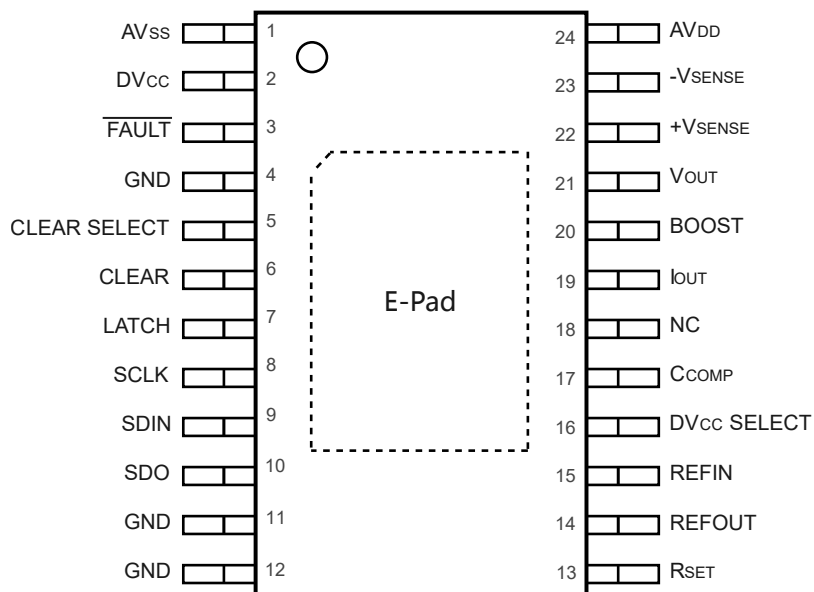 AVSS 1 24 AVDD
DVCC 2 23 -VSENSE
FAULT 3 22 +VSENSE
GND 4 21 VOUT
CLEAR SELECT 5 20 BOOST
CLEAR 6 19 IOUT
LATCH 7 18 NC
SCLK 8 17 CCOMP
SDIN 9 16 DVCC SELECT
SDO 10 15 REFIN
GND 11 14 REFOUT
GND 12 13 RSET
E-Pad